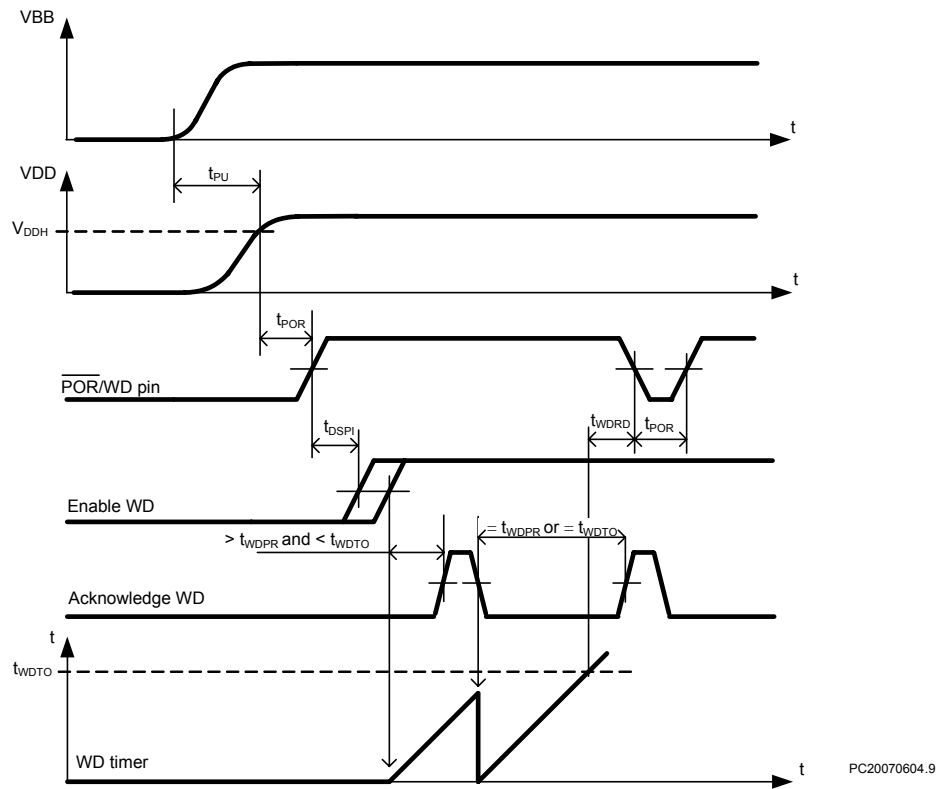 VBB
t
VDD
tPU
VDDH
t
tPOR
POR/WD pin
tWDRD
tPOR
tDSPI
Enable WD
> tWDPR and < tWDTO
= tWDPR or = tWDTO
Acknowledge WD
t
tWDTO
WD timer
t
PC20070604.9